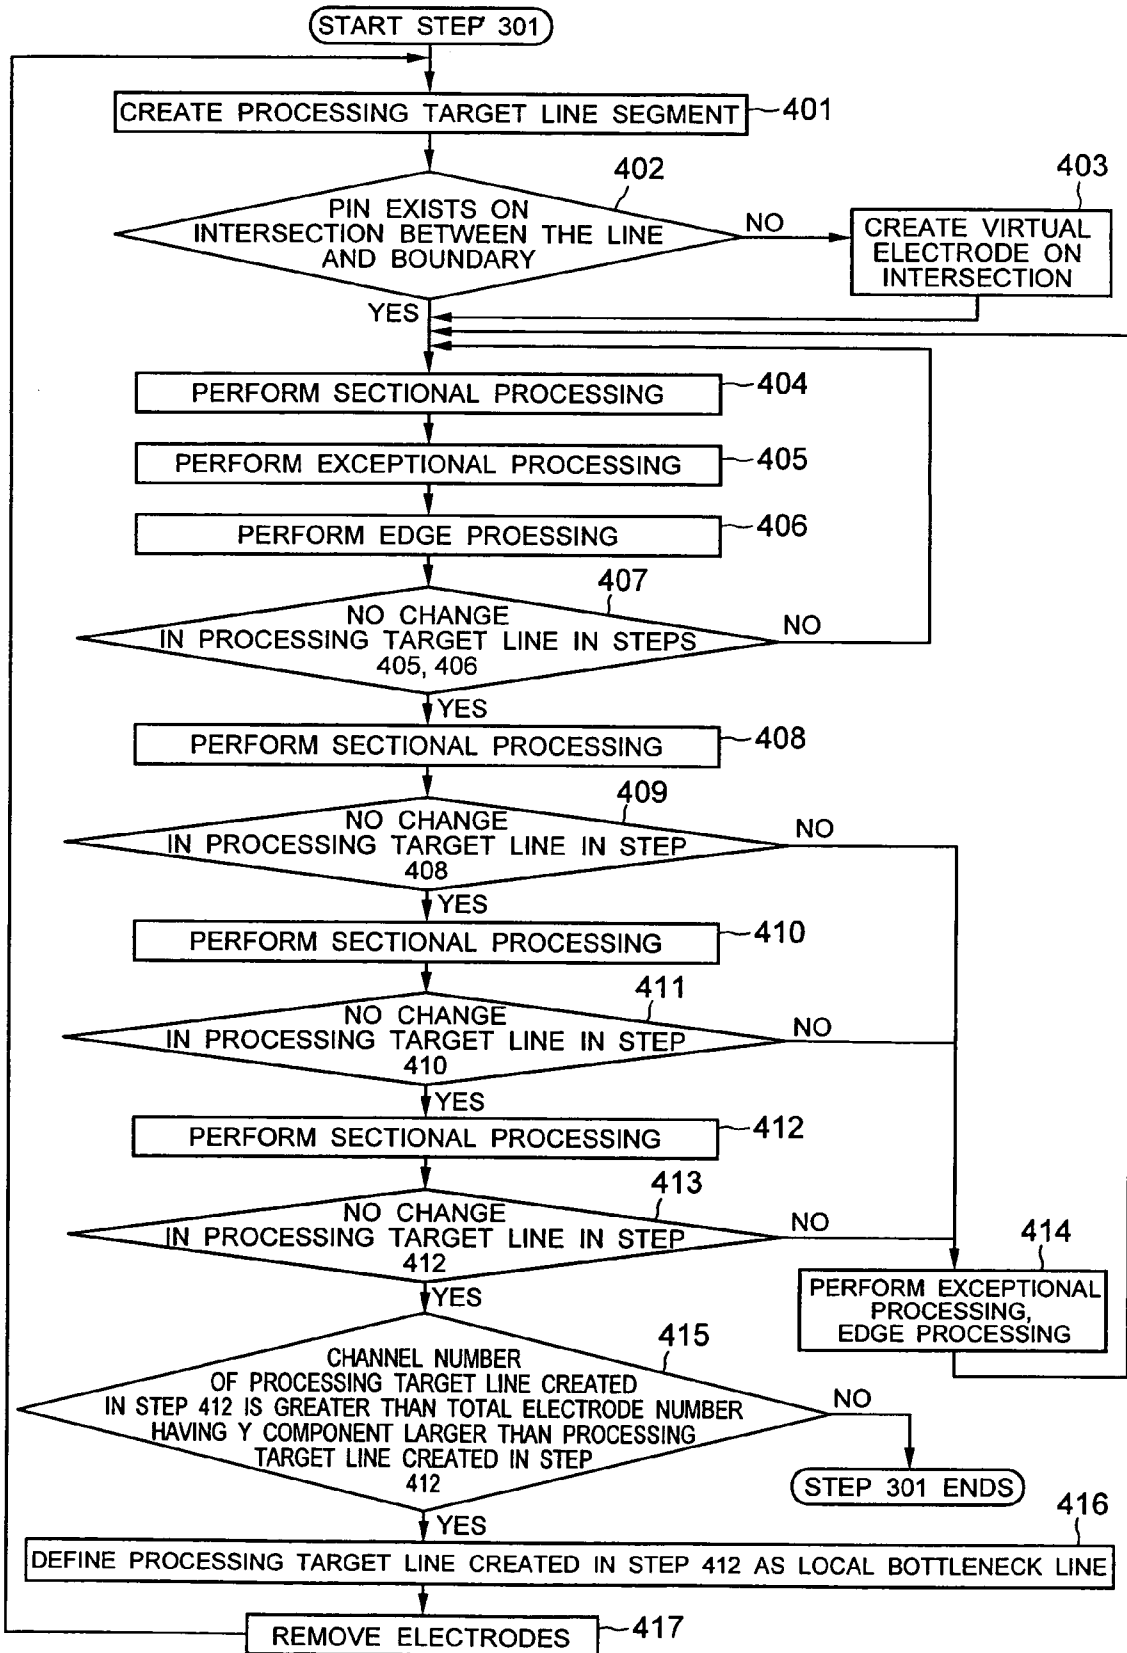 START STEP 301
CREATE PROCESSING TARGET LINE SEGMENT
401
402
PIN EXISTS ON
INTERSECTION BETWEEN THE LINE
AND BOUNDARY
NO
403
CREATE VIRTUAL
ELECTRODE ON
INTERSECTION
YES
PERFORM SECTIONAL PROCESSING
404
PERFORM EXCEPTIONAL PROCESSING
405
PERFORM EDGE PROESSING
406
407
NO CHANGE
IN PROCESSING TARGET LINE IN STEPS
405, 406
NO
YES
PERFORM SECTIONAL PROCESSING
408
409
NO CHANGE
IN PROCESSING TARGET LINE IN STEP
408
NO
YES
PERFORM SECTIONAL PROCESSING
410
411
NO CHANGE
IN PROCESSING TARGET LINE IN STEP
410
NO
YES
PERFORM SECTIONAL PROCESSING
412
413
NO CHANGE
IN PROCESSING TARGET LINE IN STEP
412
NO
YES
414
PERFORM EXCEPTIONAL
PROCESSING,
EDGE PROCESSING
415
CHANNEL NUMBER
OF PROCESSING TARGET LINE CREATED
IN STEP 412 IS GREATER THAN TOTAL ELECTRODE NUMBER
HAVING Y COMPONENT LARGER THAN PROCESSING
TARGET LINE CREATED IN STEP
412
NO
STEP 301 ENDS
YES
416
DEFINE PROCESSING TARGET LINE CREATED IN STEP 412 AS LOCAL BOTTLENECK LINE
REMOVE ELECTRODES
417